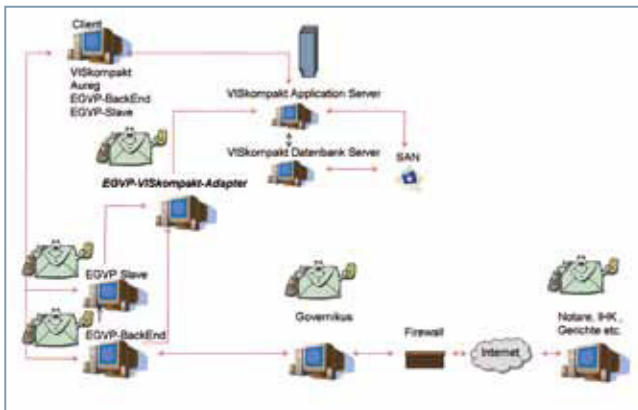 Client
VISkompakt
Aureg
EGVP-BackEnd
EGVP-Slave
VISkompakt Application Server
VISkompakt Datenbank Server
SAN
EGVP-VISkompakt-Adapter
EGVP Slave
EGVP-BackEnd
Governikus
Firewall
Internet
Notare, IHK,
Gerichte etc.